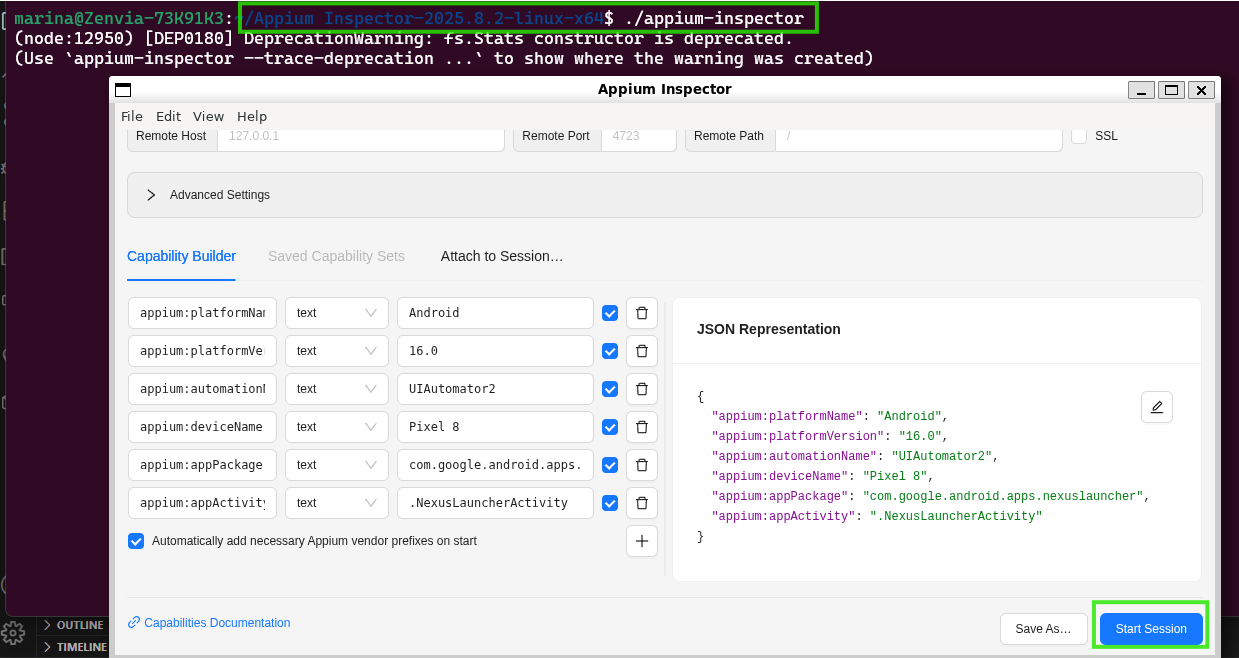 marina@Zenvia-73K91K3:~/Appium Inspector-2025.8.2-linux-x64$ ./appium-inspector
(node:12950) [DEP0180] DeprecationWarning: fs.Stats constructor is deprecated.
(Use `appium-inspector --trace-deprecation ...` to show where the warning was created)
Appium Inspector
File Edit View Help
Remote Host 127.0.0.1 Remote Port 4723 Remote Path / SSL
Advanced Settings
Capability Builder Saved Capability Sets Attach to Session…
appium:platformNam text Android
appium:platformVe text 16.0
appium:automation text UIAutomator2
appium:deviceName text Pixel 8
appium:appPackage text com.google.android.apps.
appium:appActivity text .NexusLauncherActivity
Automatically add necessary Appium vendor prefixes on start
JSON Representation
{
"appium:platformName": "Android",
"appium:platformVersion": "16.0",
"appium:automationName": "UIAutomator2",
"appium:deviceName": "Pixel 8",
"appium:appPackage": "com.google.android.apps.nexuslauncher",
"appium:appActivity": ".NexusLauncherActivity"
}
Capabilities Documentation
Save As…
Start Session
OUTLINE
TIMELINE